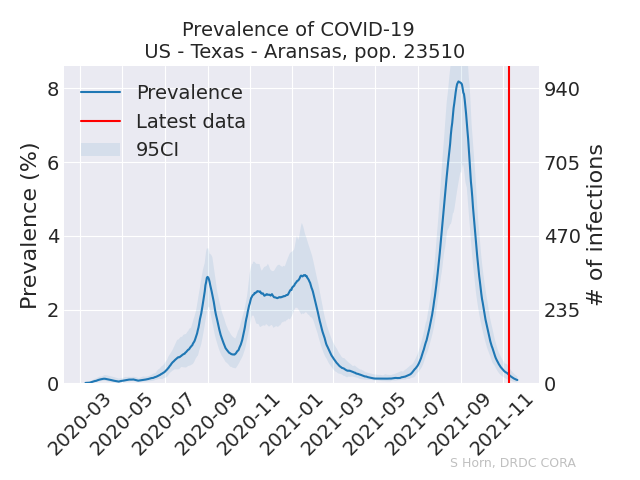 Prevalence of COVID-19
US - Texas - Aransas, pop. 23510
Prevalence
Latest data
95CI
Prevalence (%)
8
6
4
2
0
940
705
470
235
0
# of infections
2020-03
2020-05
2020-07
2020-09
2020-11
2021-01
2021-03
2021-05
2021-07
2021-09
2021-11
S Horn, DRDC CORA